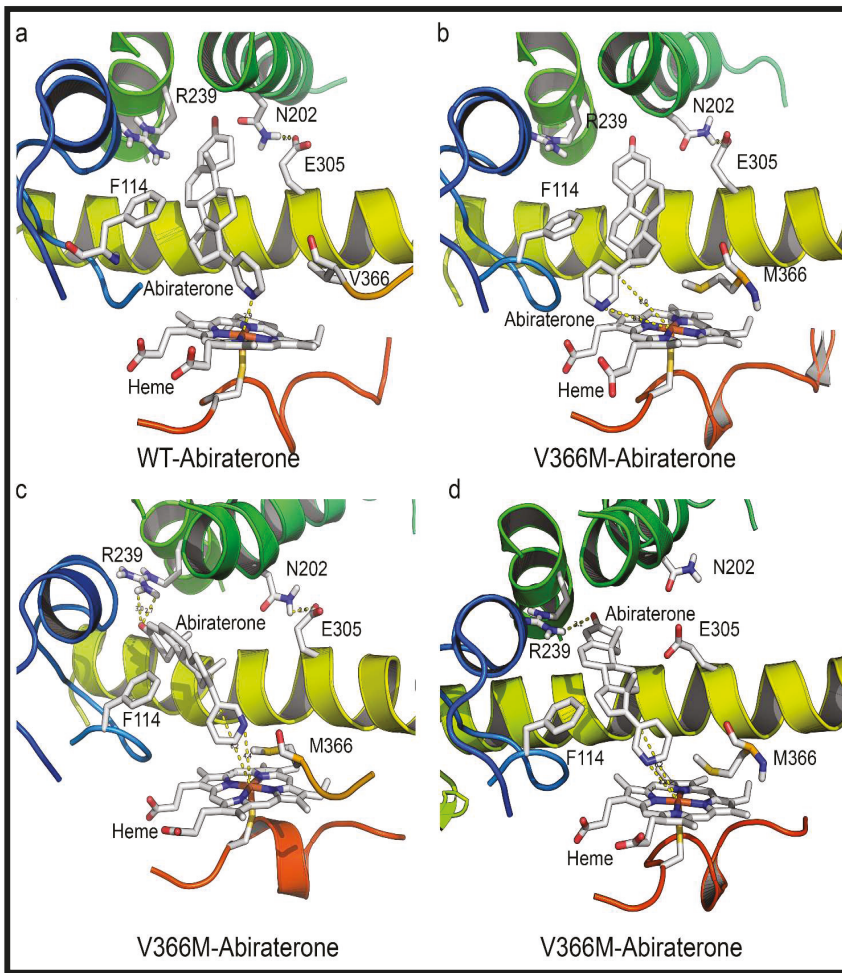 a
R239
N202
E305
F114
V366
Abiraterone
Heme
WT-Abiraterone
b
N202
R239
E305
F114
M366
Abiraterone
Heme
V366M-Abiraterone
c
R239
N202
Abiraterone
E305
F114
M366
Heme
V366M-Abiraterone
d
N202
Abiraterone
R239
E305
F114
M366
Heme
V366M-Abiraterone